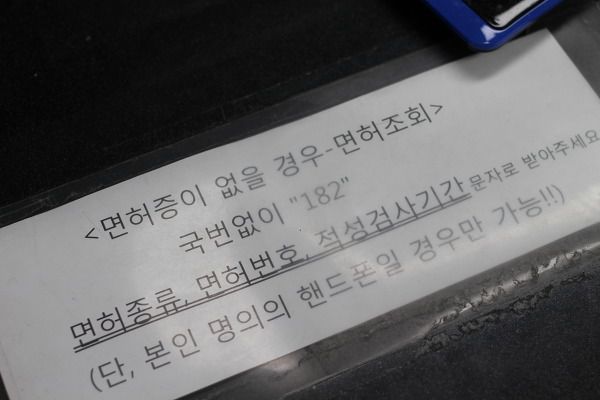 <면허증이 없을 경우-면허조회>
국번없이 "182"
면허종류, 면허번호, 적성검사기간 문자로 받아주세요
(단, 본인 명의의 핸드폰일 경우만 가능!!)